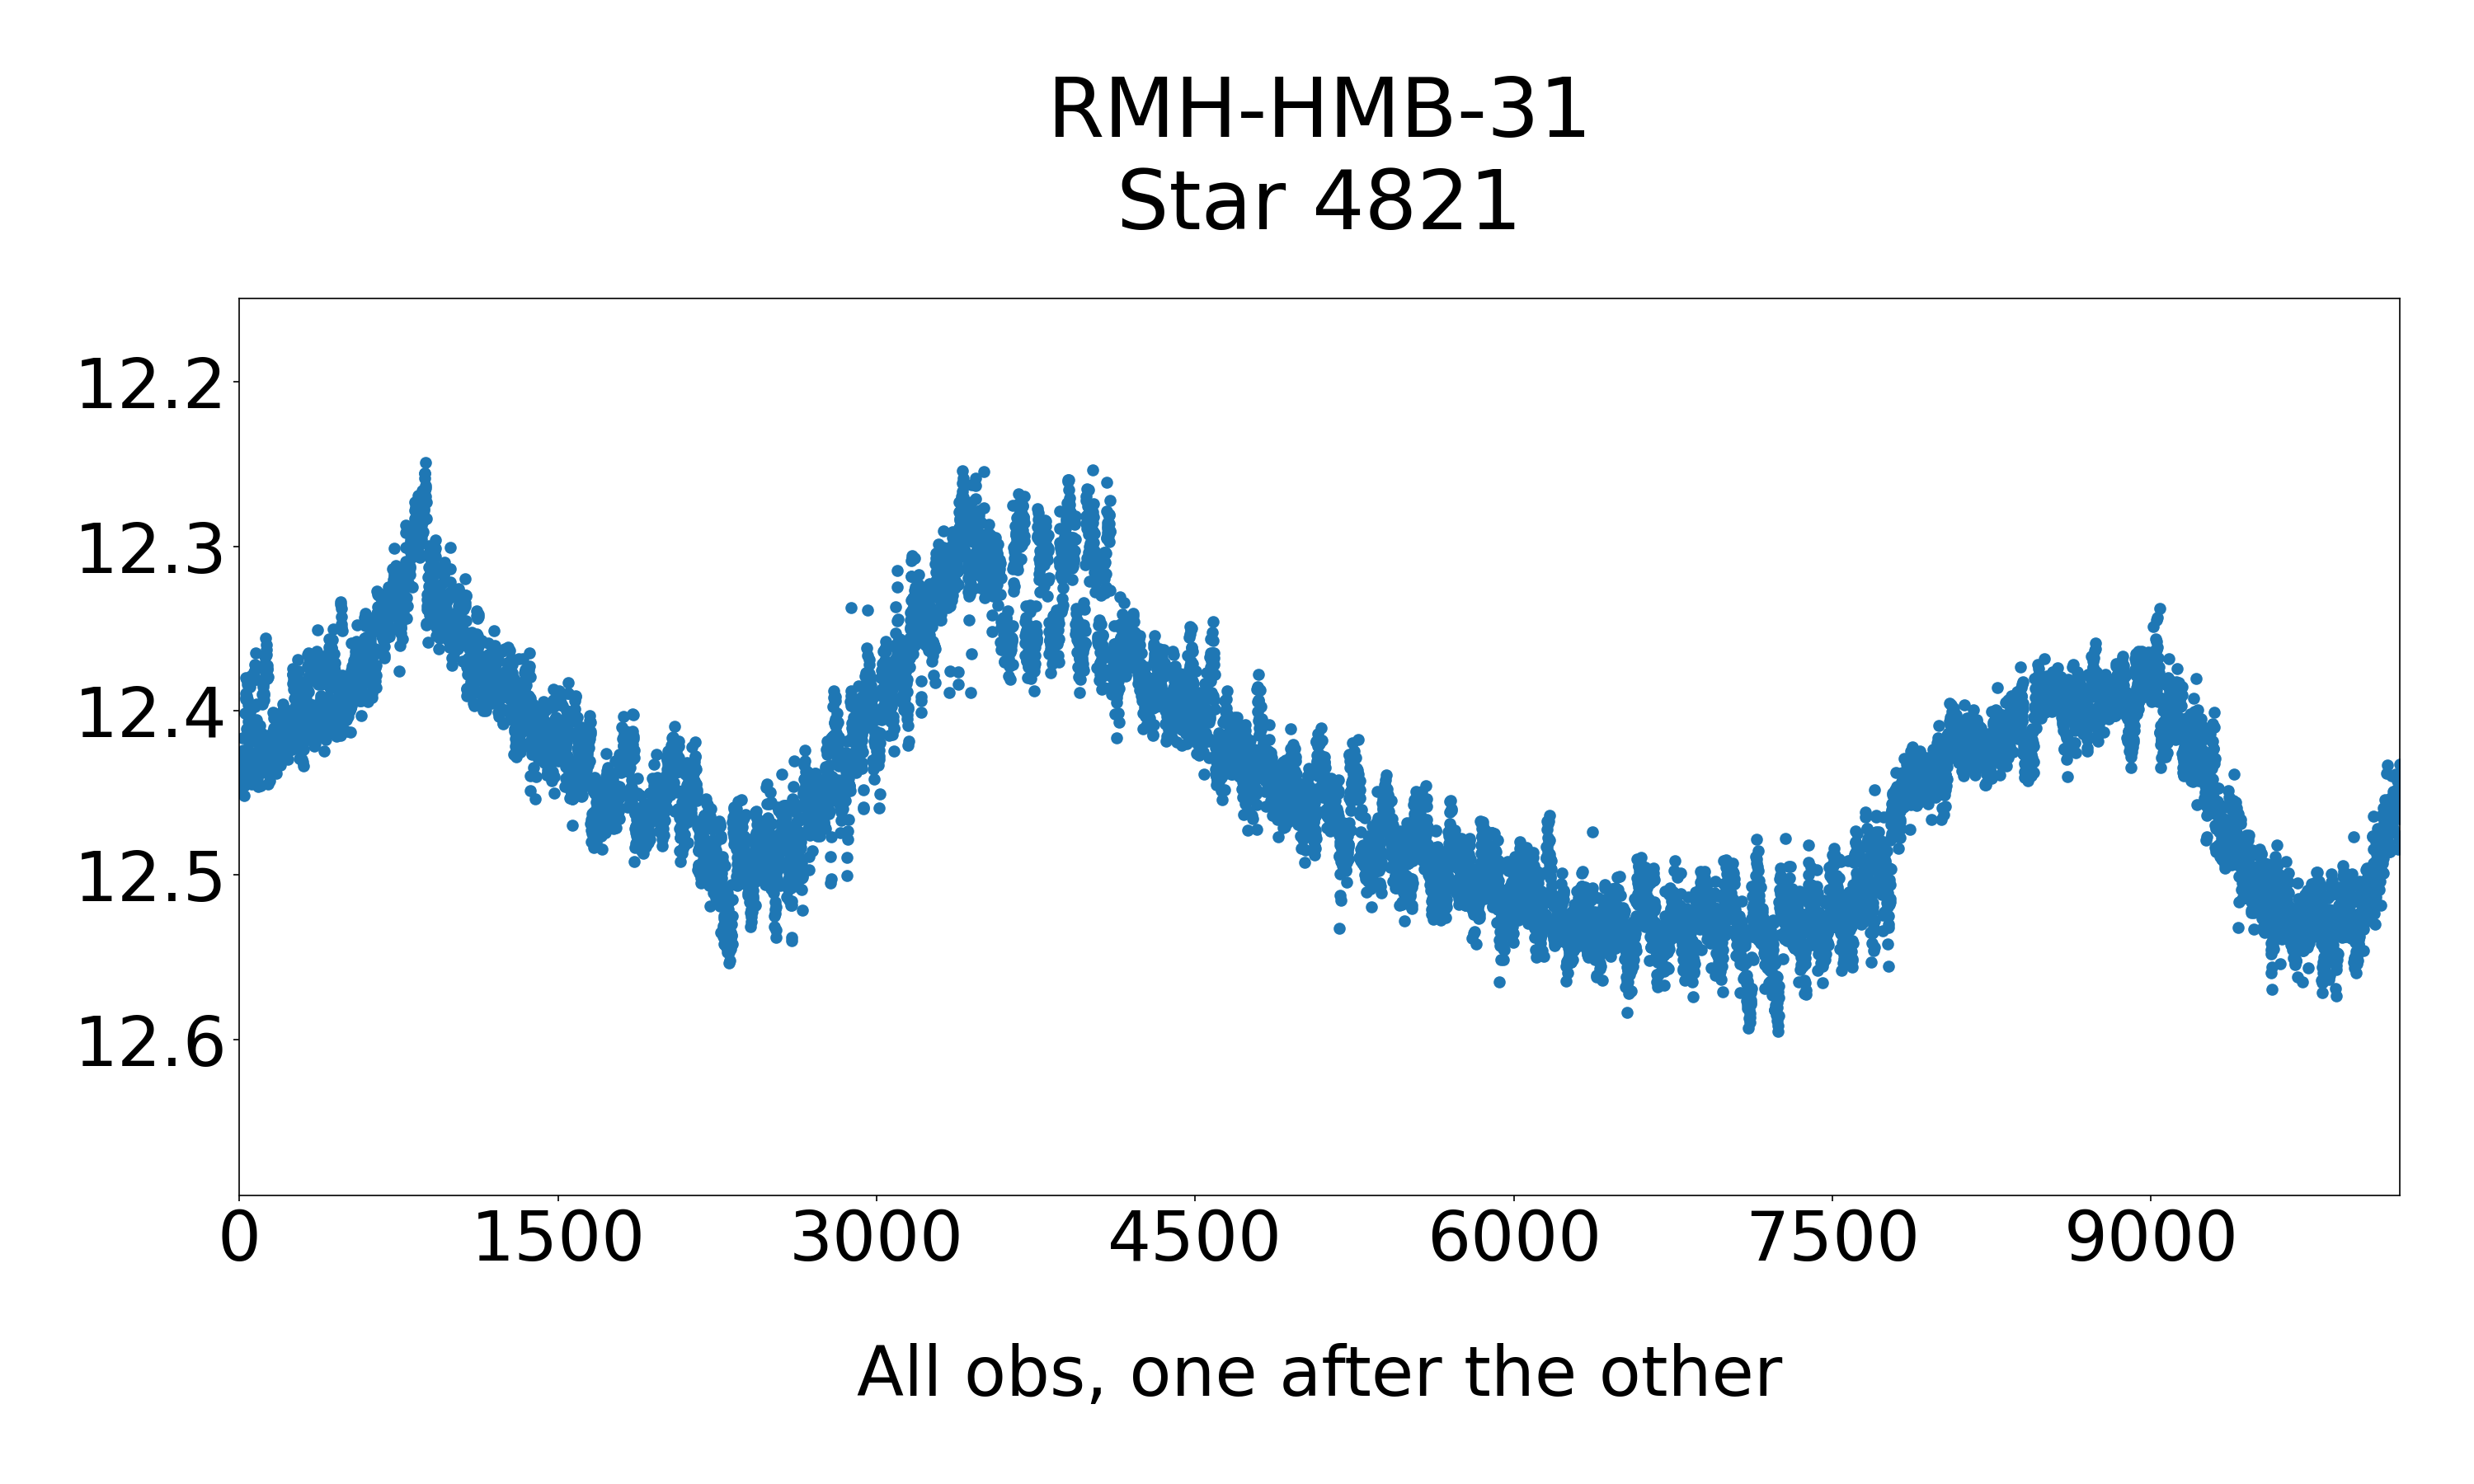 RMH-HMB-31
Star 4821
12.2
12.3
12.4
12.5
12.6
0 1500 3000 4500 6000 7500 9000
All obs, one after the other